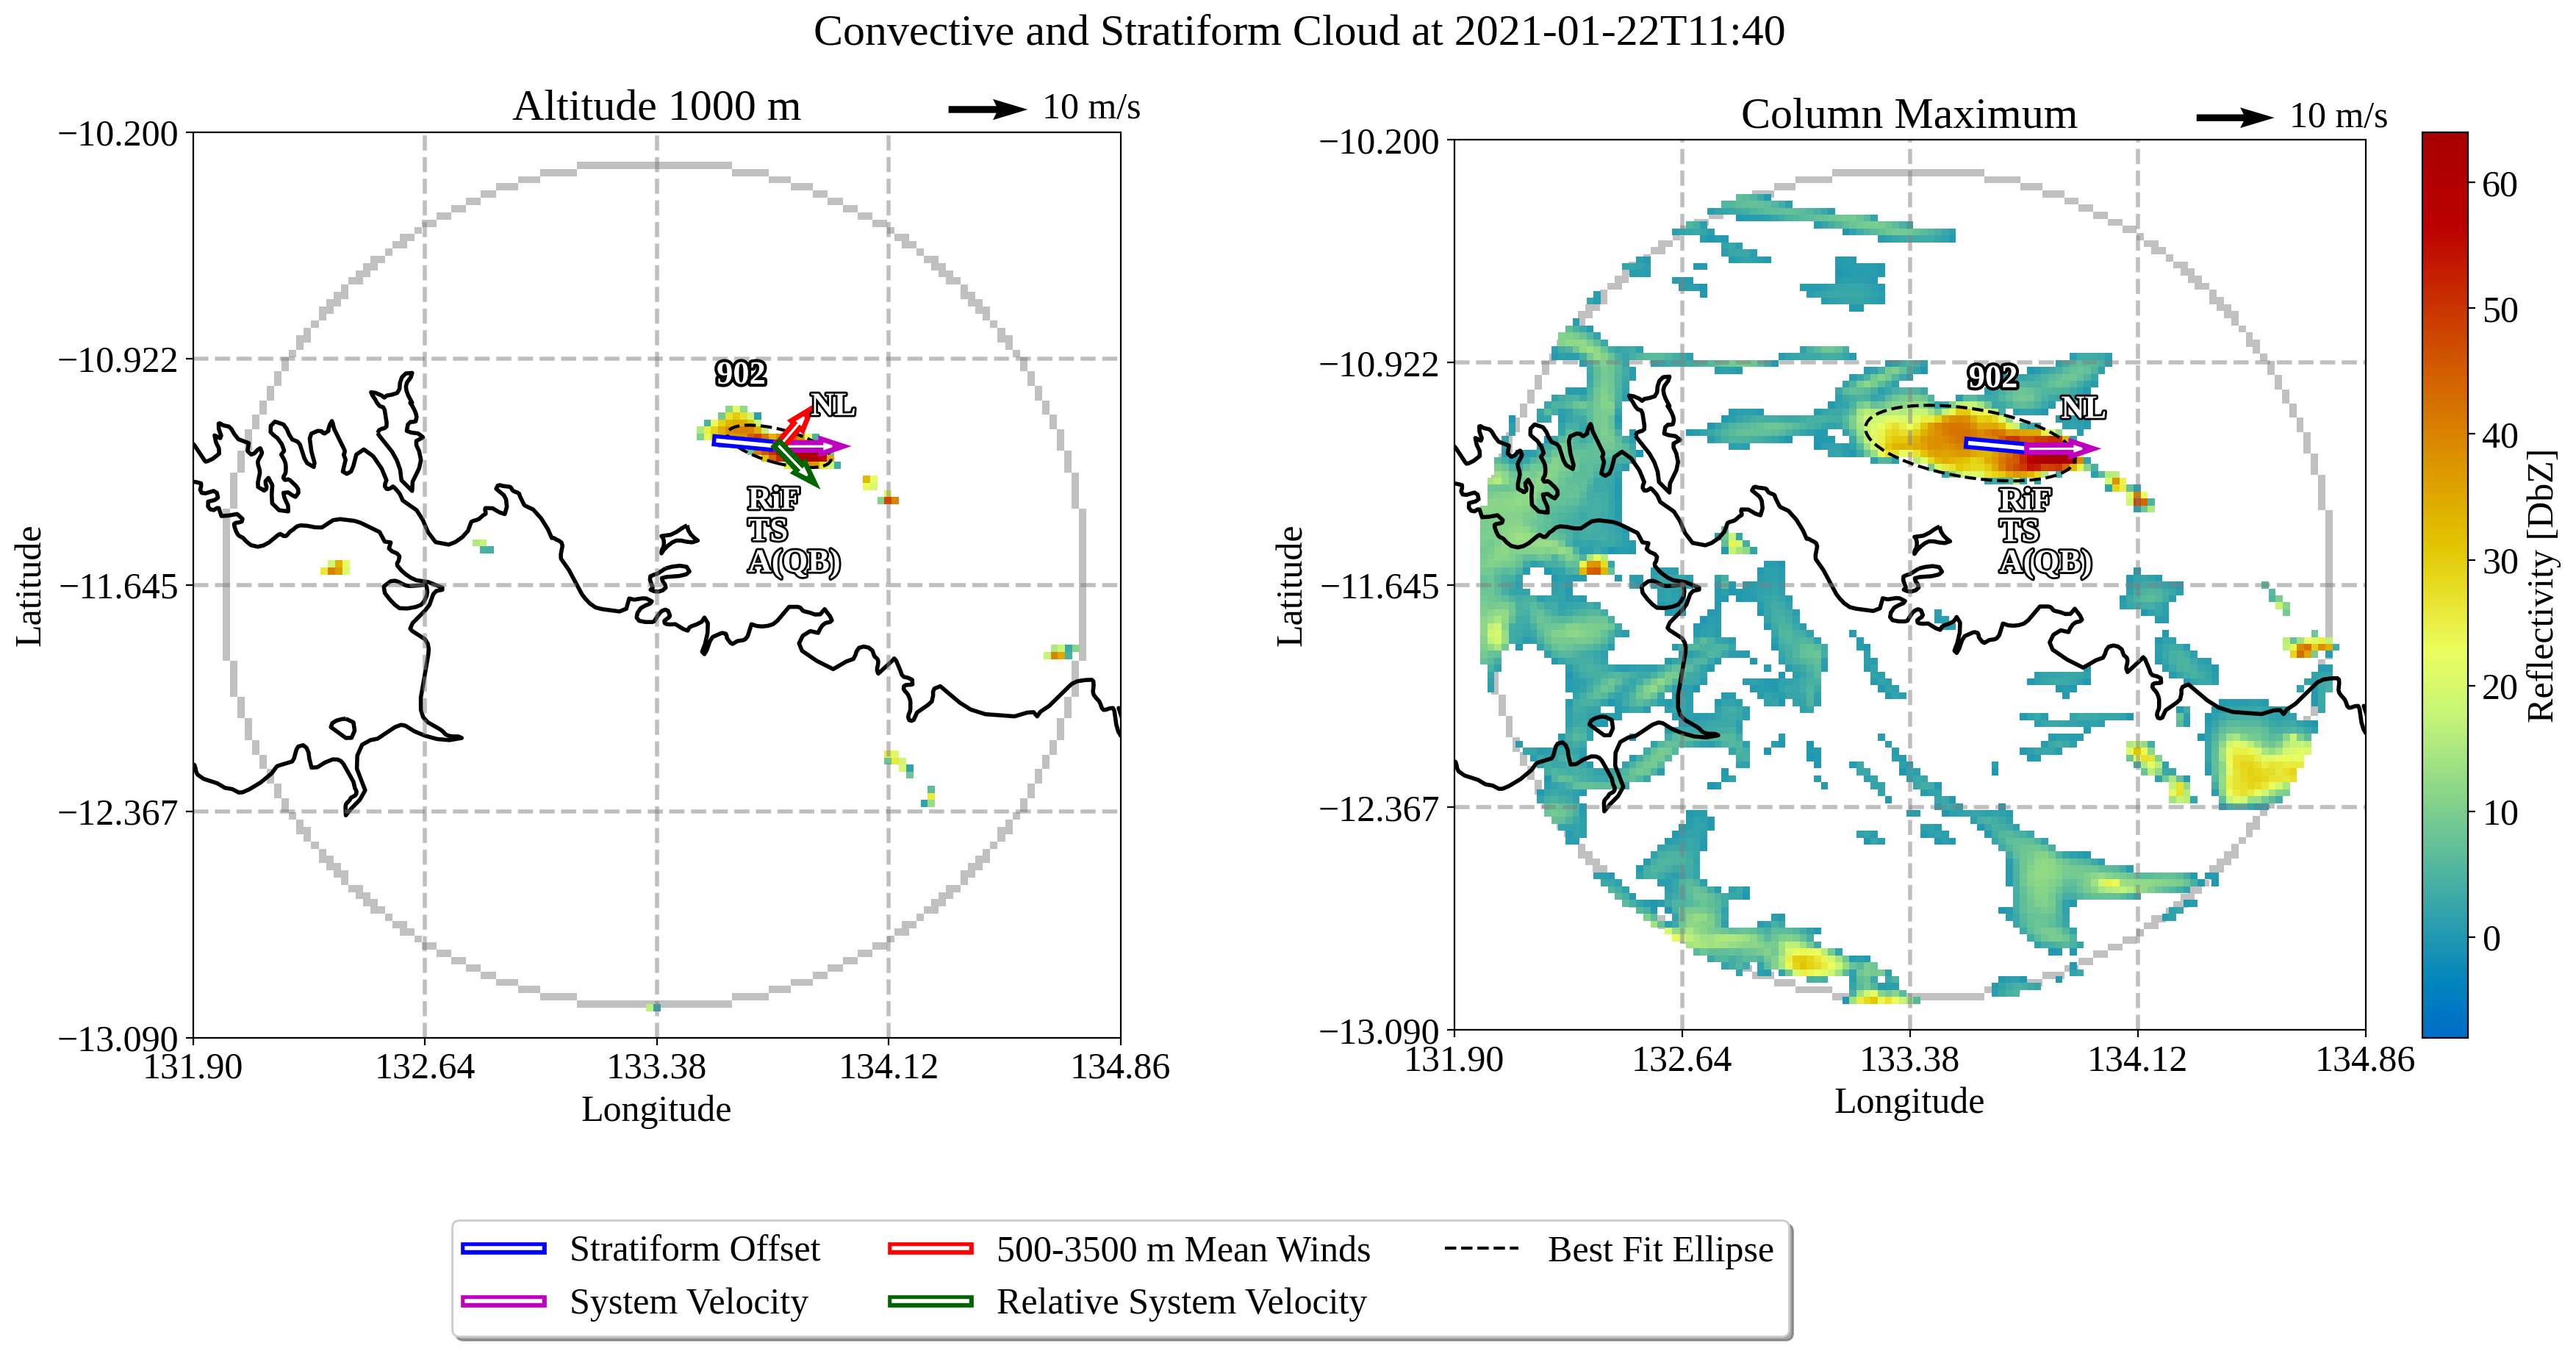 Convective and Stratiform Cloud at 2021-01-22T11:40
Altitude 1000 m
10 m/s
−10.200
−10.922
−11.645
−12.367
−13.090
Latitude
902
NL
RiF
TS
A(QB)
131.90
132.64
133.38
134.12
134.86
Longitude
Column Maximum
10 m/s
−10.200
−10.922
−11.645
−12.367
−13.090
Latitude
902
NL
RiF
TS
A(QB)
131.90
132.64
133.38
134.12
134.86
Longitude
60
50
40
30
20
10
0
Reflectivity [DbZ]
Stratiform Offset
500-3500 m Mean Winds
Best Fit Ellipse
System Velocity
Relative System Velocity